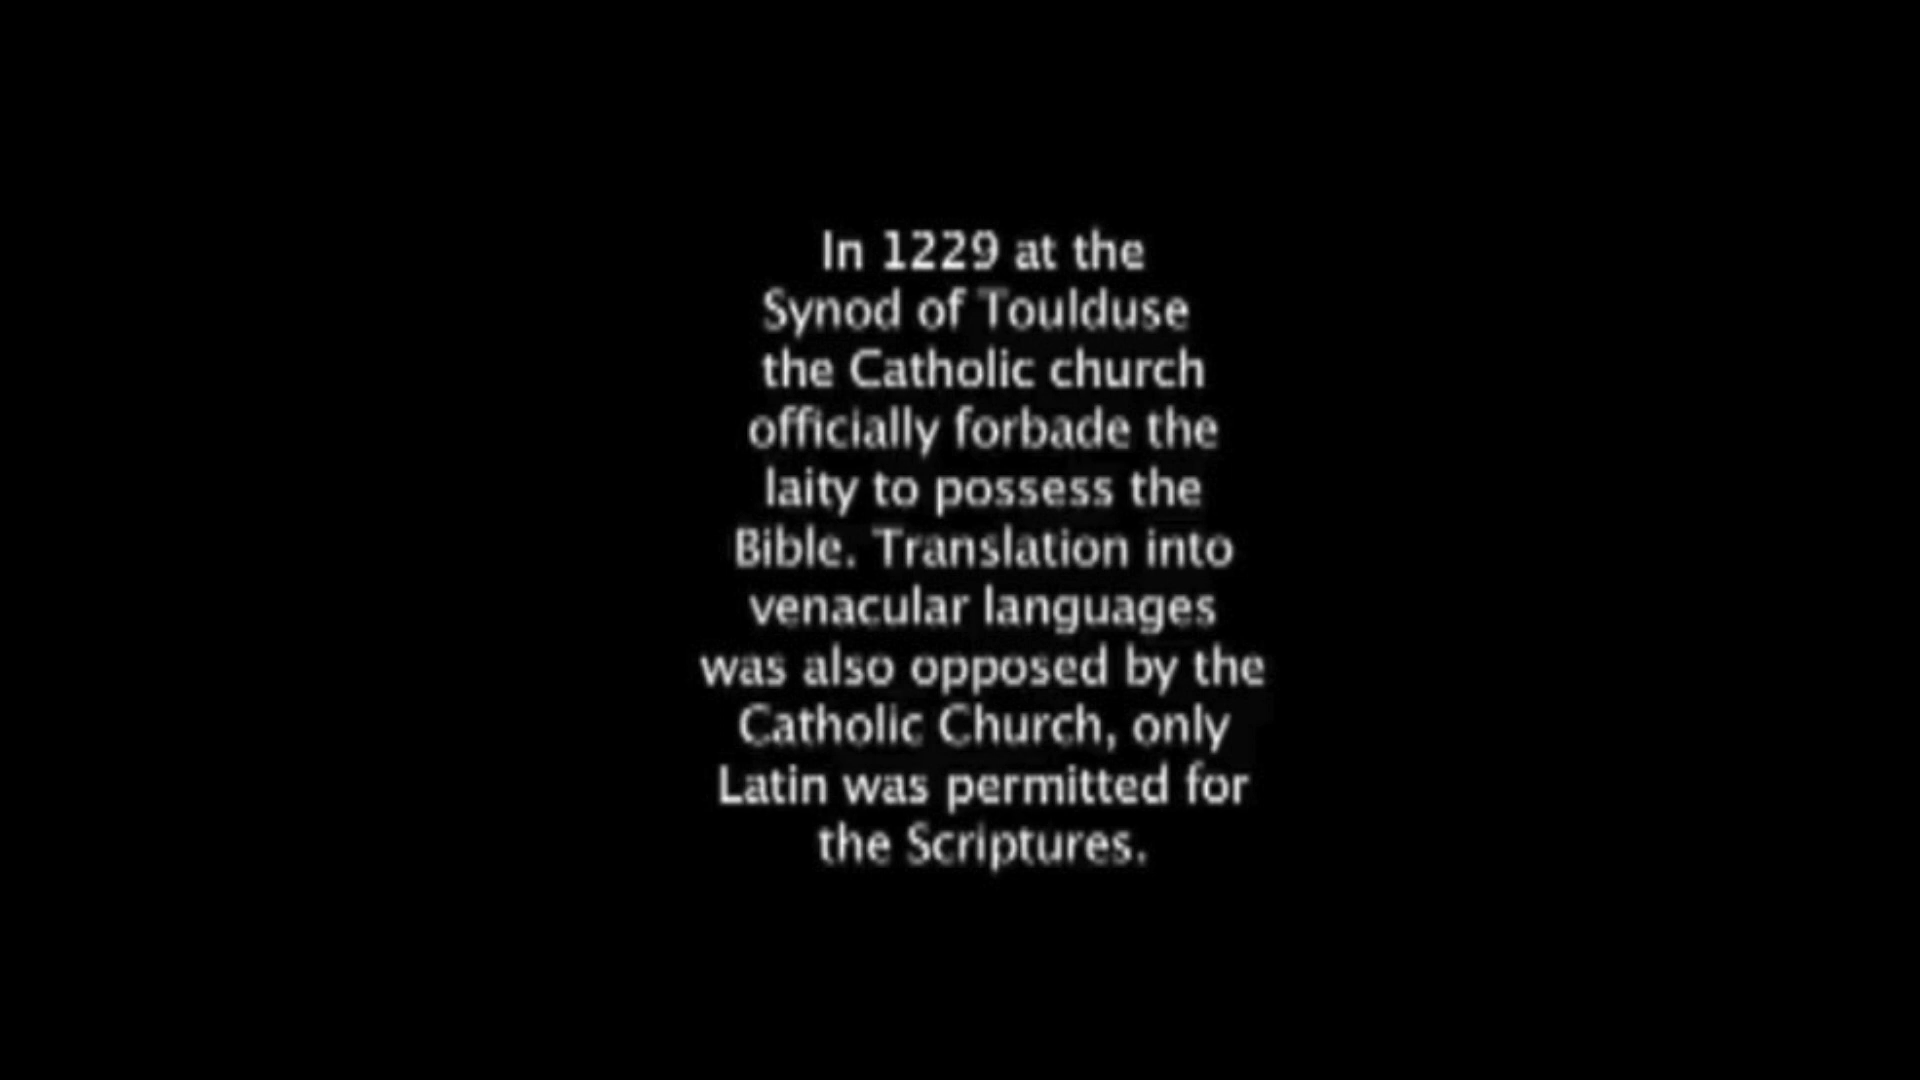 In 1229 at the
Synod of Toulduse
the Catholic church
officially forbade the
laity to possess the
Bible. Translation into
venacular languages
was also opposed by the
Catholic Church, only
Latin was permitted for
the Scriptures.